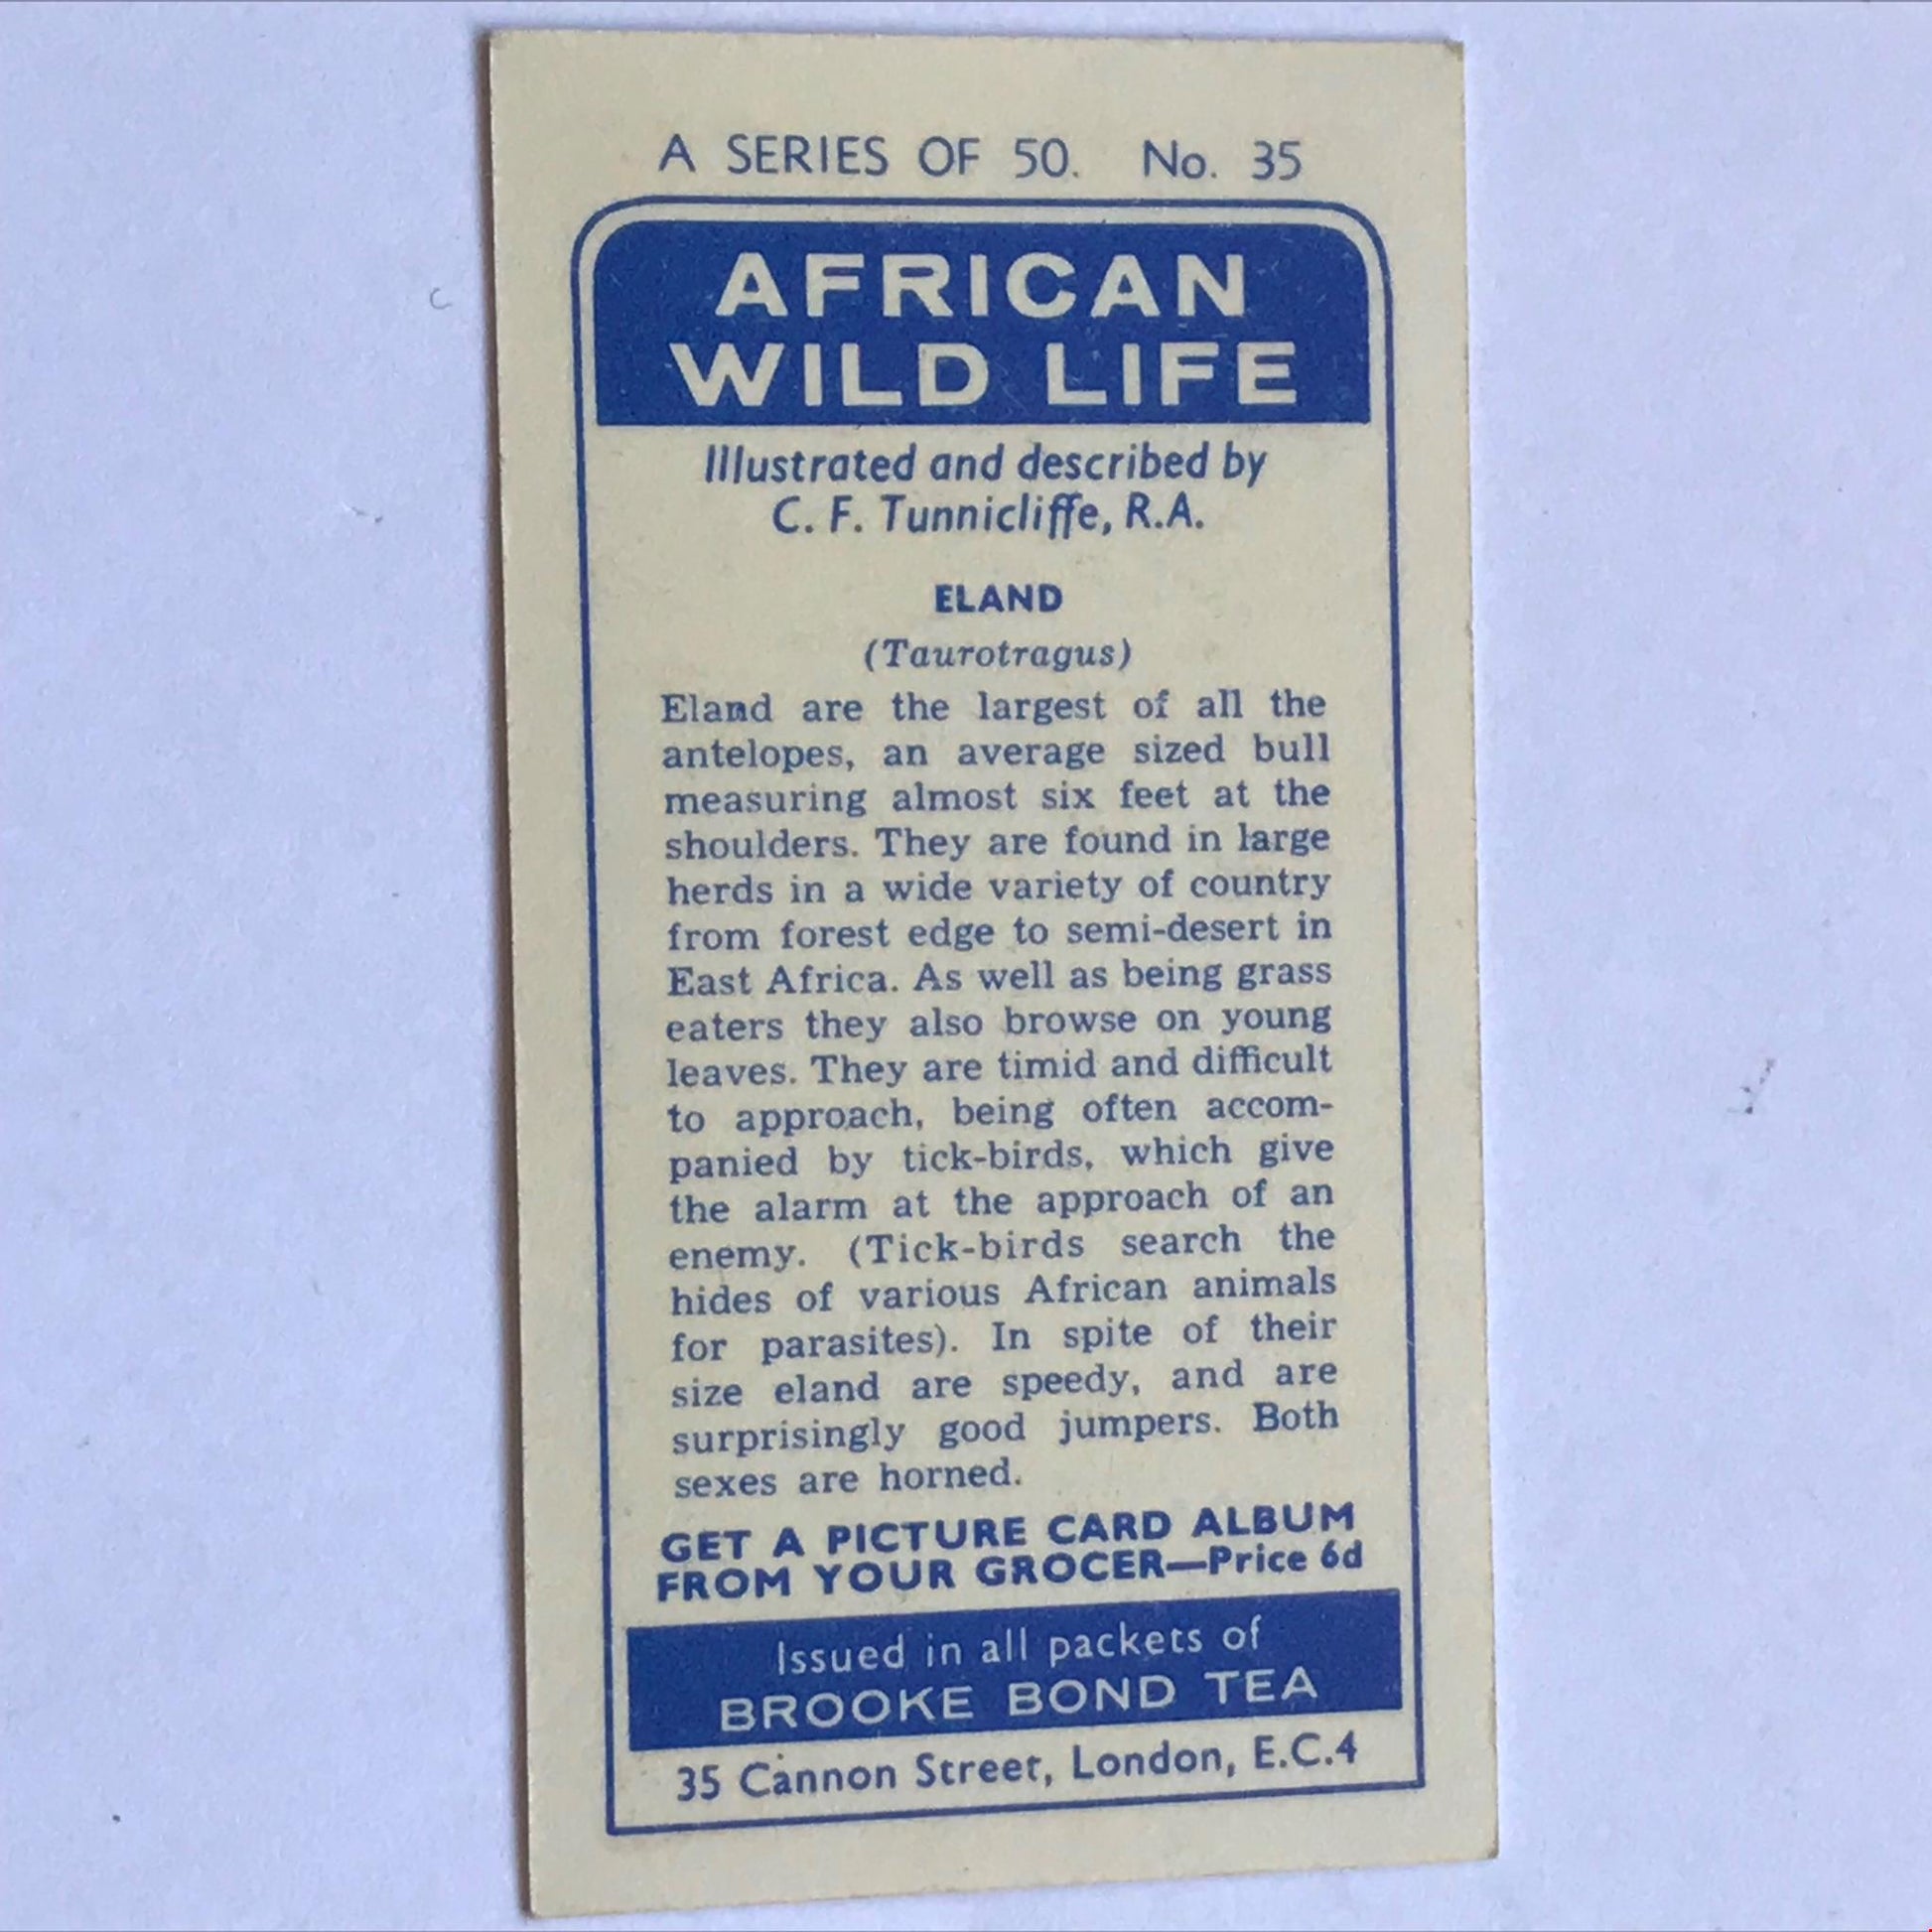 A SERIES OF 50. No. 35
AFRICAN
WILD LIFE
Illustrated and described by
C. F. Tunnicliffe, R.A.
ELAND
(Taurotragus)
Eland are the largest of all the
antelopes, an average sized bull
measuring almost six feet at the
shoulders. They are found in large
herds in a wide variety of country
from forest edge to semi-desert in
East Africa. As well as being grass
eaters they also browse on young
leaves. They are timid and difficult
to approach, being often accom-
panied by tick-birds, which give
the alarm at the approach of an
enemy. (Tick-birds search the
hides of various African animals
for parasites). In spite of their
size eland are speedy, and are
surprisingly good jumpers. Both
sexes are horned.
GET A PICTURE CARD ALBUM
FROM YOUR GROCER—Price 6d
Issued in all packets of
BROOKE BOND TEA
35 Cannon Street, London, E.C.4